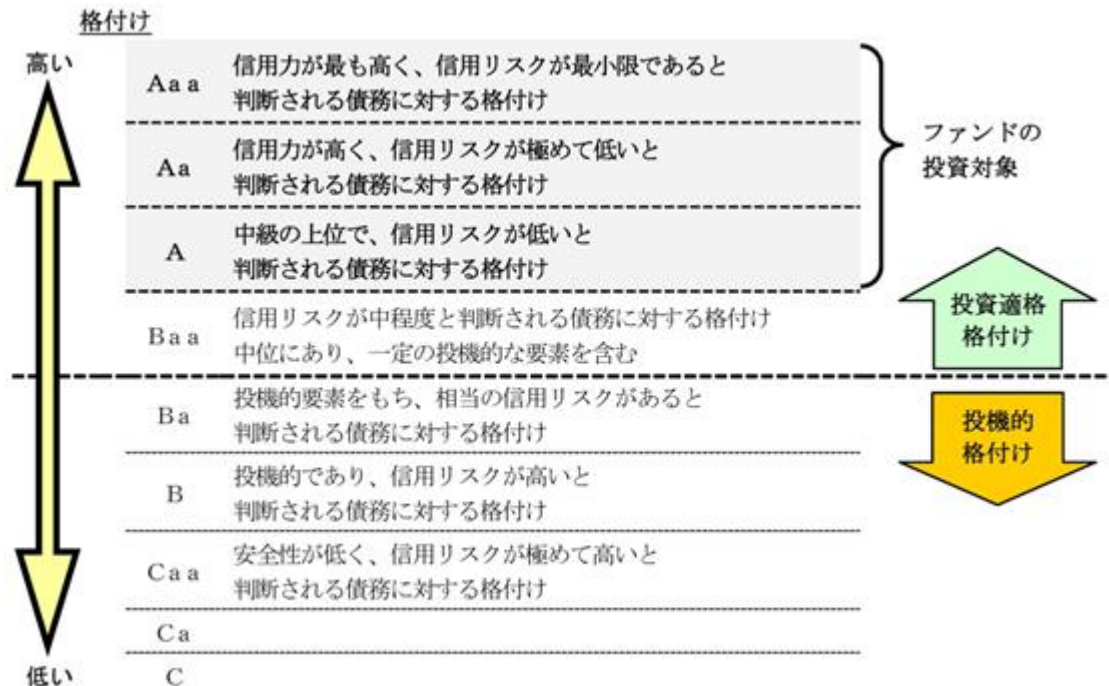 格付け
高い
Aaa
信用力が最も高く、信用リスクが最小限であると
判断される債務に対する格付け
Aa
信用力が高く、信用リスクが極めて低いと
判断される債務に対する格付け
A
中級の上位で、信用リスクが低いと
判断される債務に対する格付け
ファンドの
投資対象
Baa
信用リスクが中程度と判断される債務に対する格付け
中位にあり、一定の投機的な要素を含む
投資適格
格付け
Ba
投機的要素をもち、相当の信用リスクがあると
判断される債務に対する格付け
投機的
格付け
B
投機的であり、信用リスクが高いと
判断される債務に対する格付け
Caa
安全性が低く、信用リスクが極めて高いと
判断される債務に対する格付け
Ca
C
低い